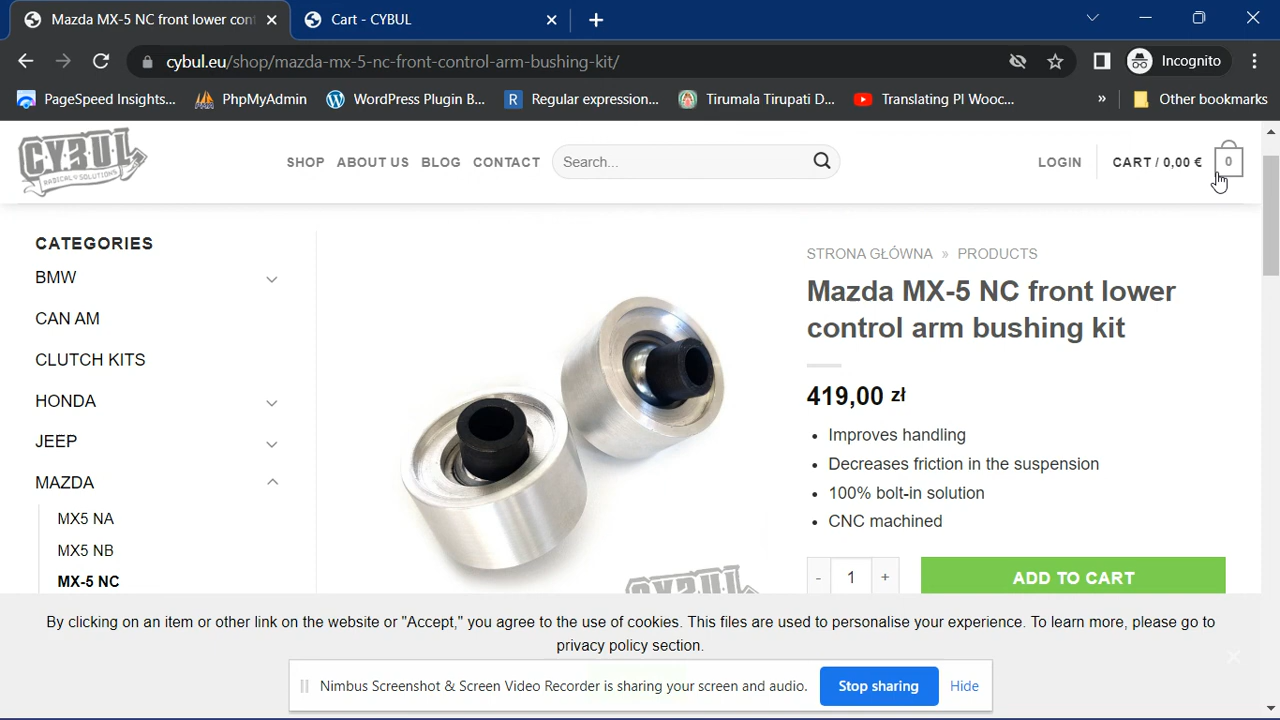 Mazda MX-5 NC front lower con
Cart - CYBUL
cybul.eu/shop/mazda-mx-5-nc-front-control-arm-bushing-kit/
Incognito
PageSpeed Insights...
PhpMyAdmin
WordPress Plugin B...
R
Regular expression...
Tirumala Tirupati D...
Translating PI Wooc...
»
Other bookmarks
CYBUL
RADICAL SOLUTIONS
SHOP
ABOUT US
BLOG
CONTACT
Search...
LOGIN
CART / 0,00 €
0
CATEGORIES
BMW
CAN AM
CLUTCH KITS
HONDA
JEEP
MAZDA
MX5 NA
MX5 NB
MX-5 NC
STRONA GŁÓWNA » PRODUCTS
Mazda MX-5 NC front lower
control arm bushing kit
419,00 zł
• Improves handling
• Decreases friction in the suspension
• 100% bolt-in solution
• CNC machined
- 1 +
ADD TO CART
CYBUL
By clicking on an item or other link on the website or "Accept," you agree to the use of cookies. This files are used to personalise your experience. To learn more, please go to
privacy policy section.
Nimbus Screenshot & Screen Video Recorder is sharing your screen and audio.
Stop sharing
Hide